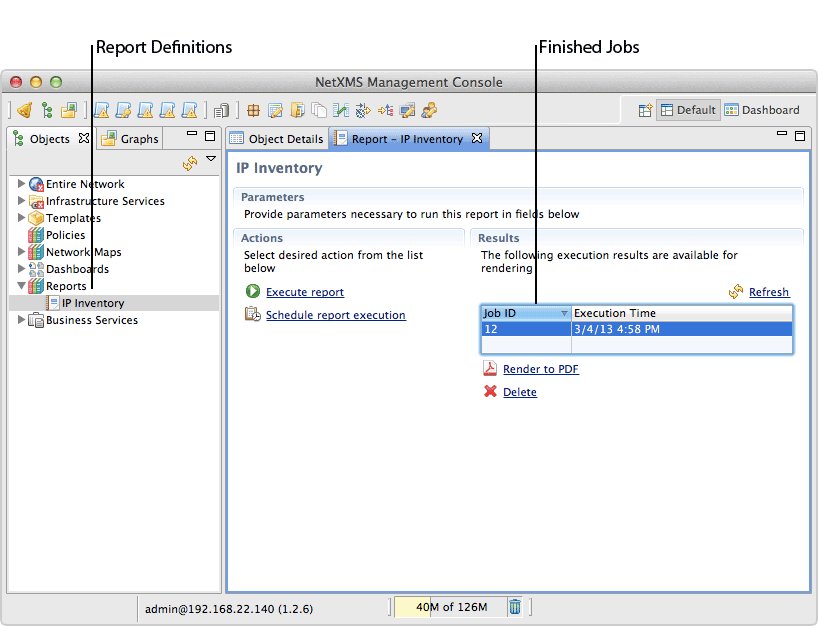 Report Definitions
Finished Jobs
NetXMS Management Console
Default
Dashboard
Objects
Graphs
Object Details
Report – IP Inventory
Entire Network
Infrastructure Services
Templates
Policies
Network Maps
Dashboards
Reports
IP Inventory
Business Services
IP Inventory
Parameters
Provide parameters necessary to run this report in fields below
Actions
Select desired action from the list
below
Execute report
Schedule report execution
Results
The following execution results are available for
rendering
Refresh
Job ID
Execution Time
12
3/4/13 4:58 PM
Render to PDF
Delete
admin@192.168.22.140 (1.2.6)
40M of 126M